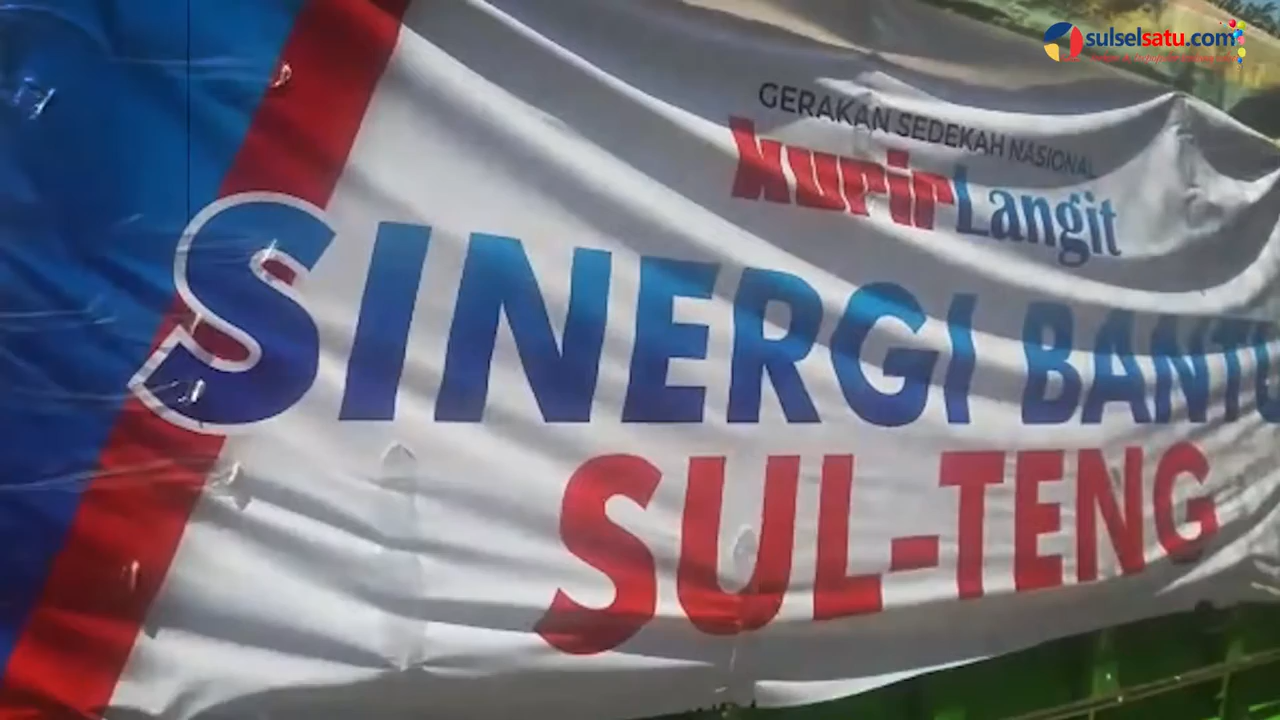 sulselsatu.com
GERAKAN SEDEKAH NASIONAL
kurir Langit
SINERGI BANTU
SUL-TENG